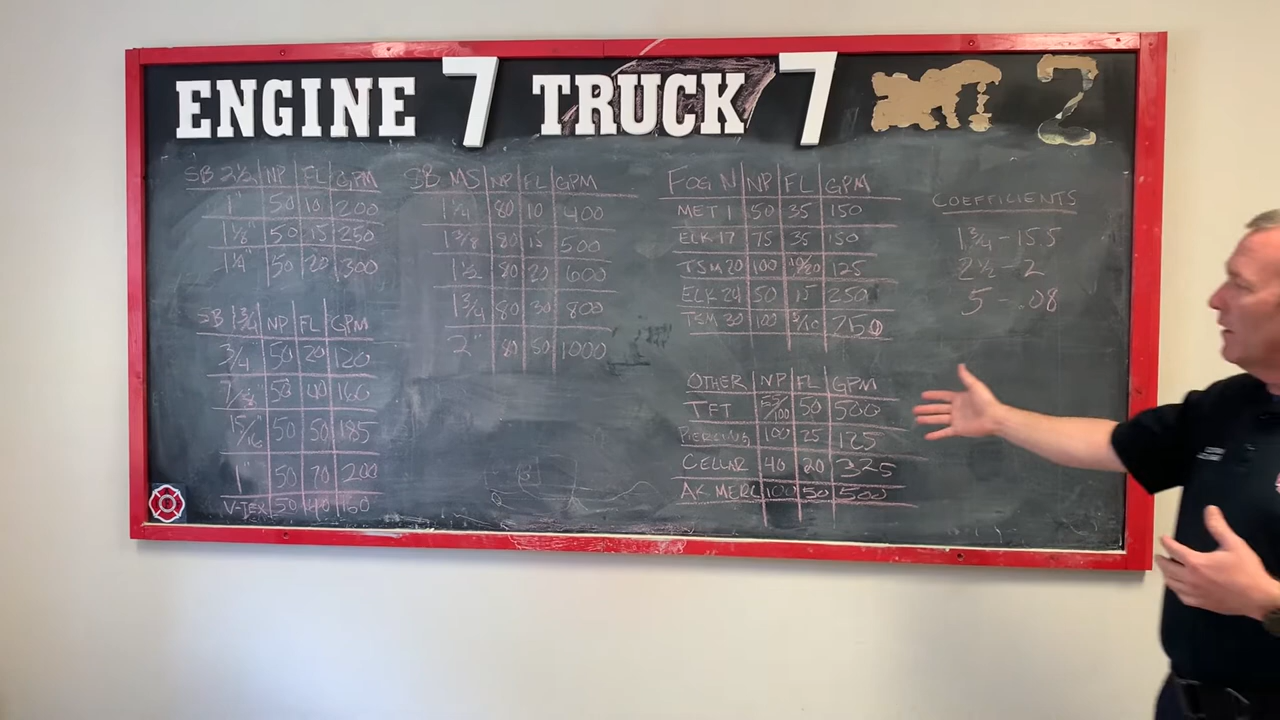 ENGINE 7 TRUCK 7 2
SB 2½ NP FL GPM
1" 50 10 200
1⅛" 50 15 250
1¼" 50 20 300
SB 1¾ NP FL GPM
3/4" 50 20 120
7/8" 50 40 160
15/16" 50 50 185
1" 50 70 200
V-TEX 50 40 160
SB MS NP FL GPM
1¼ 80 10 400
1⅜ 80 15 500
1½ 80 20 600
1¾ 80 30 800
2" 80 50 1000
FOG N NP FL GPM
MET 1 50 35 150
ELK 17 75 35 150
TSM 20 100 10/20 125
ELK 24 50 15 250
TSM 30 100 5/10 250
OTHER NP FL GPM
TFT 55/100 50 500
PIERCING 100 25 125
CELLAR 40 20 325
AK MERC 100 50 500
COEFFICIENTS
1¾ - 15.5
2½ - 2
5 - .08